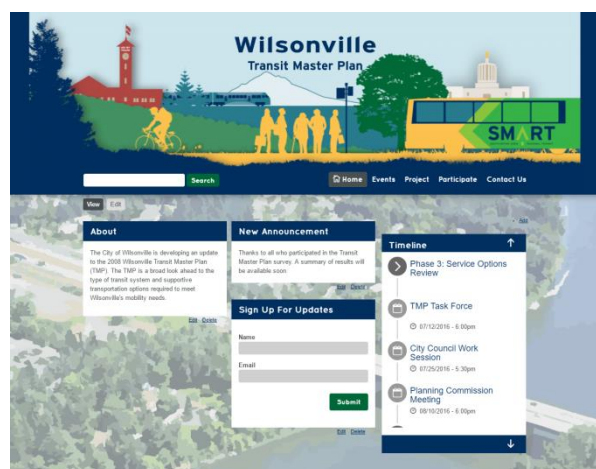 Wilsonville
Transit Master Plan
SMART
Search
Home Events Project Participate Contact Us
View Edit
Add
About
The City of Wilsonville is developing an update
to the 2008 Wilsonville Transit Master Plan
(TMP). The TMP is a broad look ahead to the
type of transit system and supportive
transportation options required to meet
Wilsonville's mobility needs.
Edit Delete
New Announcement
Thanks to all who participated in the Transit
Master Plan survey. A summary of results will
be available soon
Edit Delete
Sign Up For Updates
Name
Email
Submit
Edit Delete
Timeline
Phase 3: Service Options
Review
TMP Task Force
07/12/2016 - 6:00pm
City Council Work
Session
07/25/2016 - 5:30pm
Planning Commission
Meeting
08/10/2016 - 6:00pm